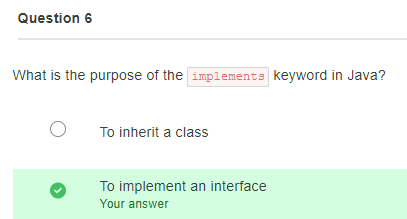 Question 6
What is the purpose of the implements keyword in Java?
To inherit a class
To implement an interface
Your answer